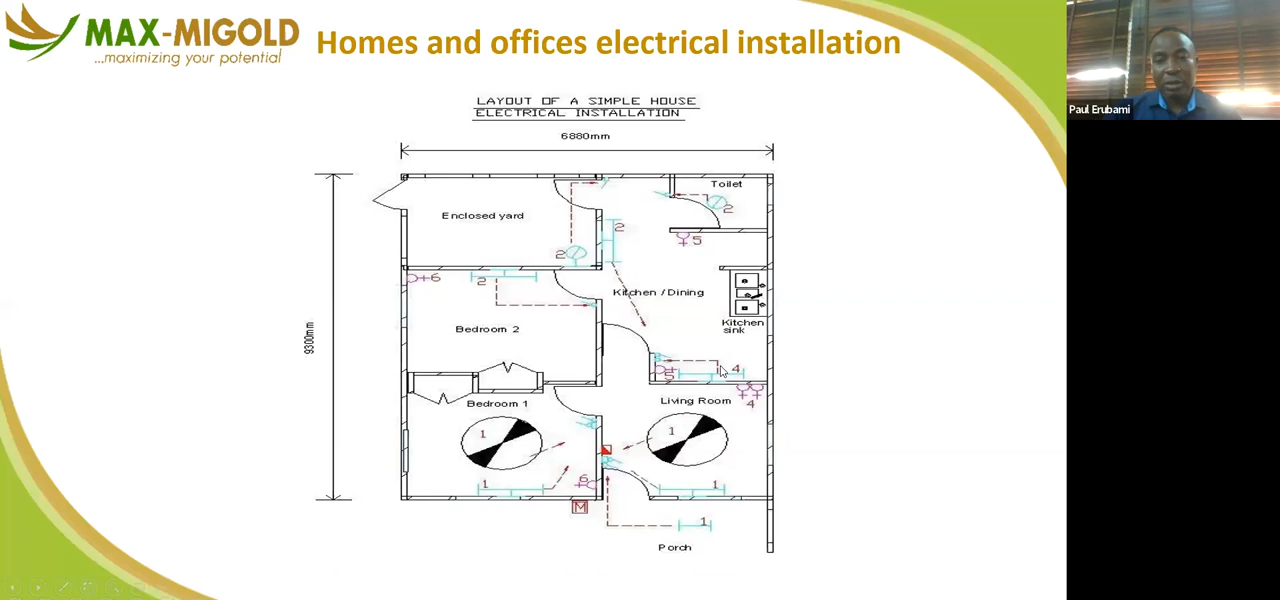 MAX-MIGOLD
...maximizing your potential
Homes and offices electrical installation
Paul Erubami
LAYOUT OF A SIMPLE HOUSE
ELECTRICAL INSTALLATION
6880mm
9300mm
Toilet
2
Enclosed yard
2
2
5
6
2
Kitchen /Dining
Bedroom 2
Kitchen
sink
4
5
Bedroom 1
Living Room
4
1
1
6
1
1
M
1
Porch